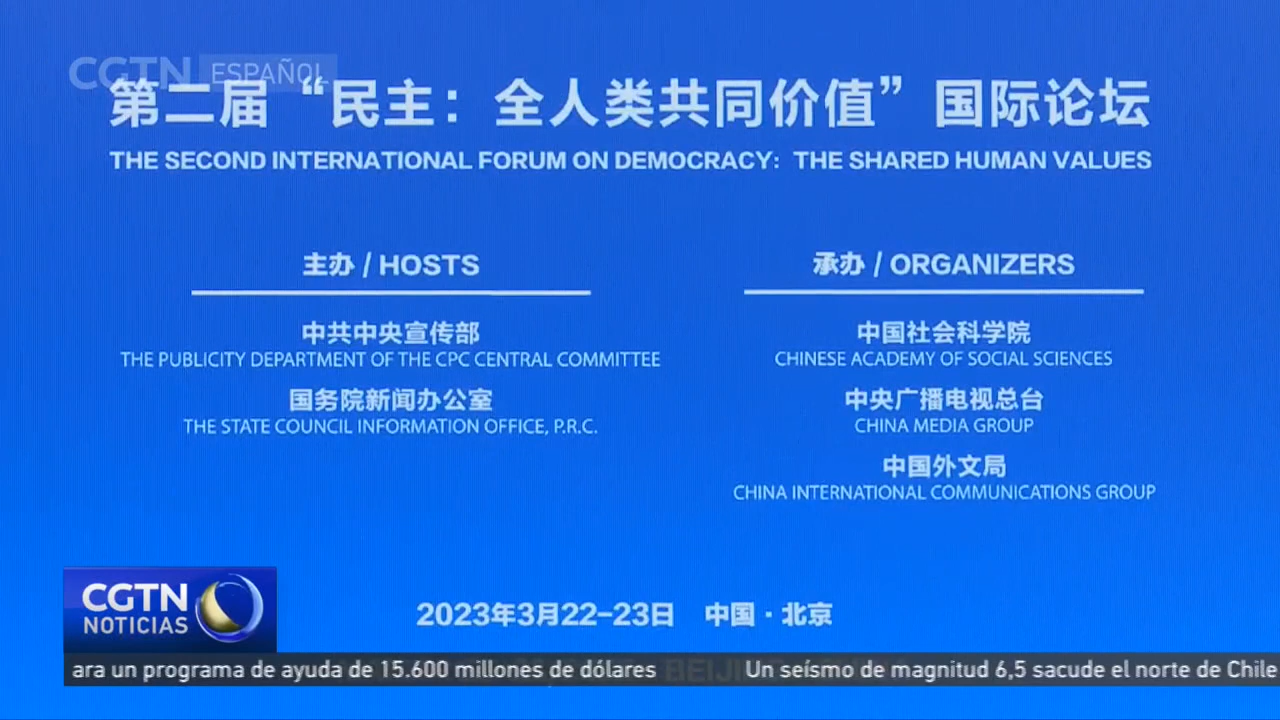 CGTN ESPAÑOL
第二届“民主：全人类共同价值”国际论坛
THE SECOND INTERNATIONAL FORUM ON DEMOCRACY: THE SHARED HUMAN VALUES
主办 / HOSTS
中共中央宣传部
THE PUBLICITY DEPARTMENT OF THE CPC CENTRAL COMMITTEE
国务院新闻办公室
THE STATE COUNCIL INFORMATION OFFICE, P.R.C.
承办 / ORGANIZERS
中国社会科学院
CHINESE ACADEMY OF SOCIAL SCIENCES
中央广播电视总台
CHINA MEDIA GROUP
中国外文局
CHINA INTERNATIONAL COMMUNICATIONS GROUP
2023年3月22-23日 中国·北京
CGTN
NOTICIAS
ara un programa de ayuda de 15.600 millones de dólares Un seísmo de magnitud 6,5 sacude el norte de Chile